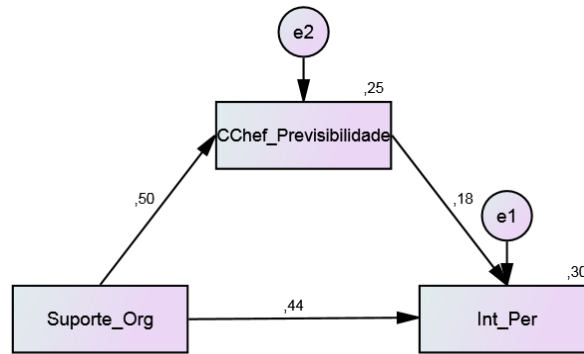 e2
,25
CChef_Previsibilidade
,50
,18
e1
,30
Suporte_Org
,44
Int_Per